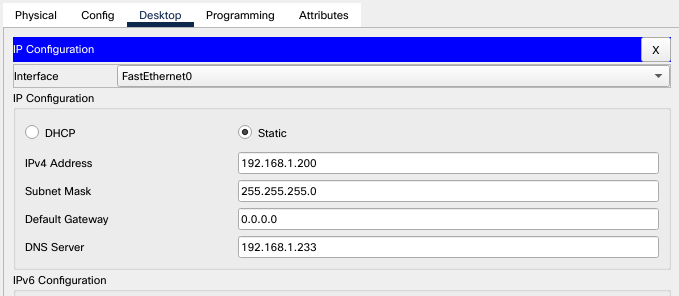 Physical Config Desktop Programming Attributes
IP Configuration X
Interface FastEthernet0
IP Configuration
DHCP Static
IPv4 Address 192.168.1.200
Subnet Mask 255.255.255.0
Default Gateway 0.0.0.0
DNS Server 192.168.1.233
IPv6 Configuration